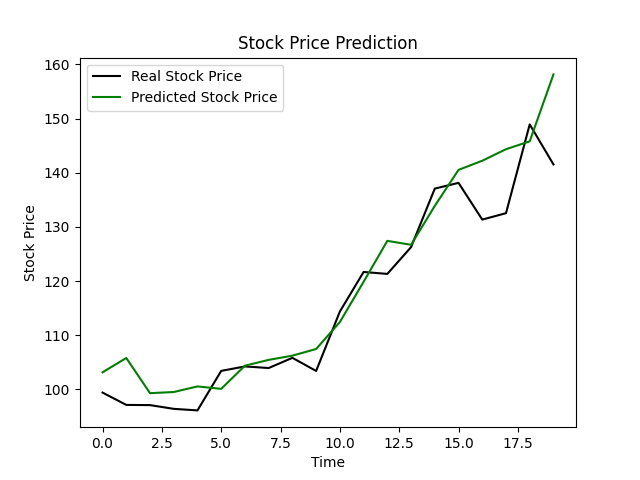 Stock Price Prediction
Real Stock Price
Predicted Stock Price
Stock Price
160
150
140
130
120
110
100
0.0 2.5 5.0 7.5 10.0 12.5 15.0 17.5
Time